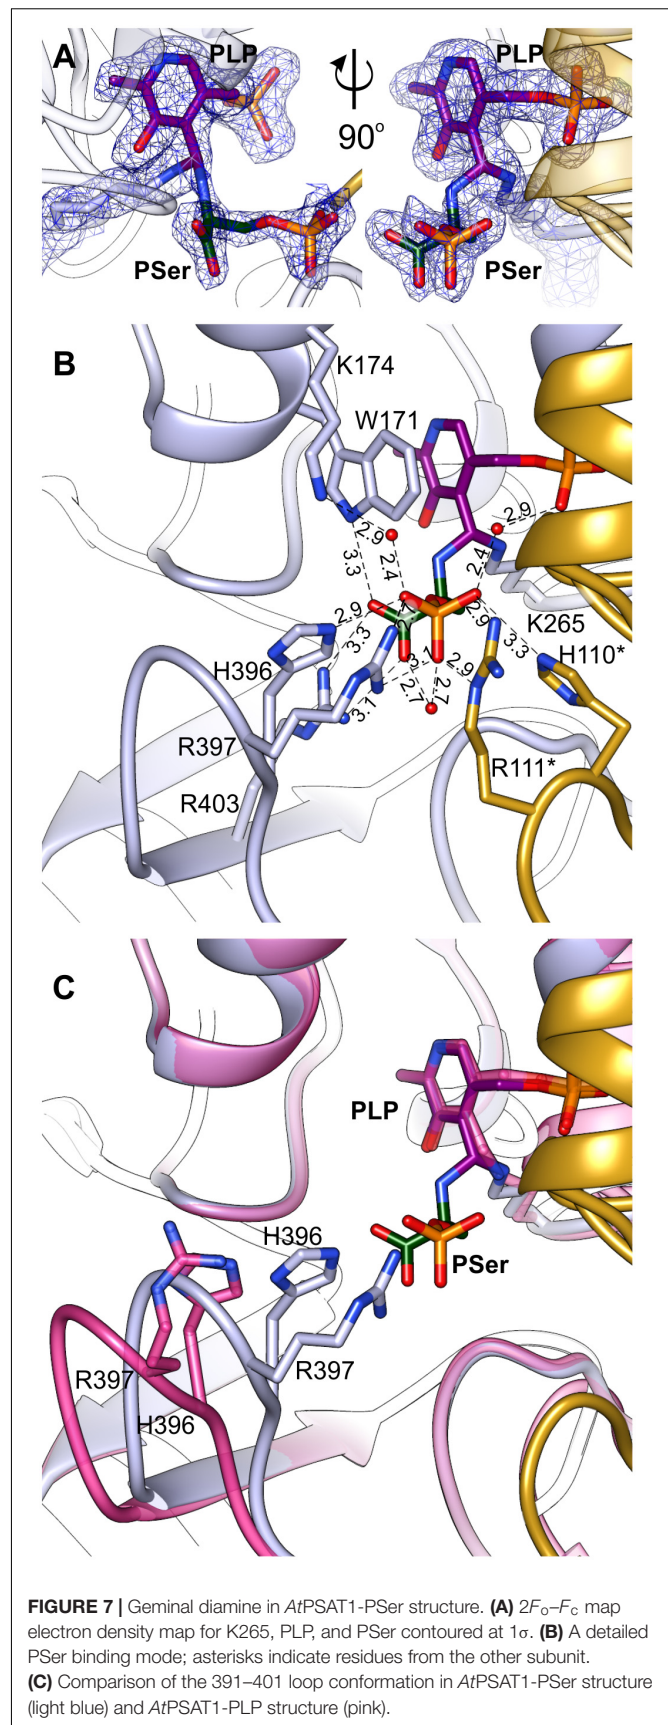 A
PLP
90°
PLP
PSer
PSer
B
K174
W171
2.9
2.9
3.3
2.4
2.4
2.9
3.3
2.7
2.9
3.3
K265
H396
3.1
2.9
H110*
2.7
2.7
3.1
R397
R111*
R403
C
PLP
H396
PSer
R397
R397
H396
FIGURE 7 | Geminal diamine in AtPSAT1-PSer structure. (A) 2Fo–Fc map
electron density map for K265, PLP, and PSer contoured at 1σ. (B) A detailed
PSer binding mode; asterisks indicate residues from the other subunit.
(C) Comparison of the 391–401 loop conformation in AtPSAT1-PSer structure
(light blue) and AtPSAT1-PLP structure (pink).